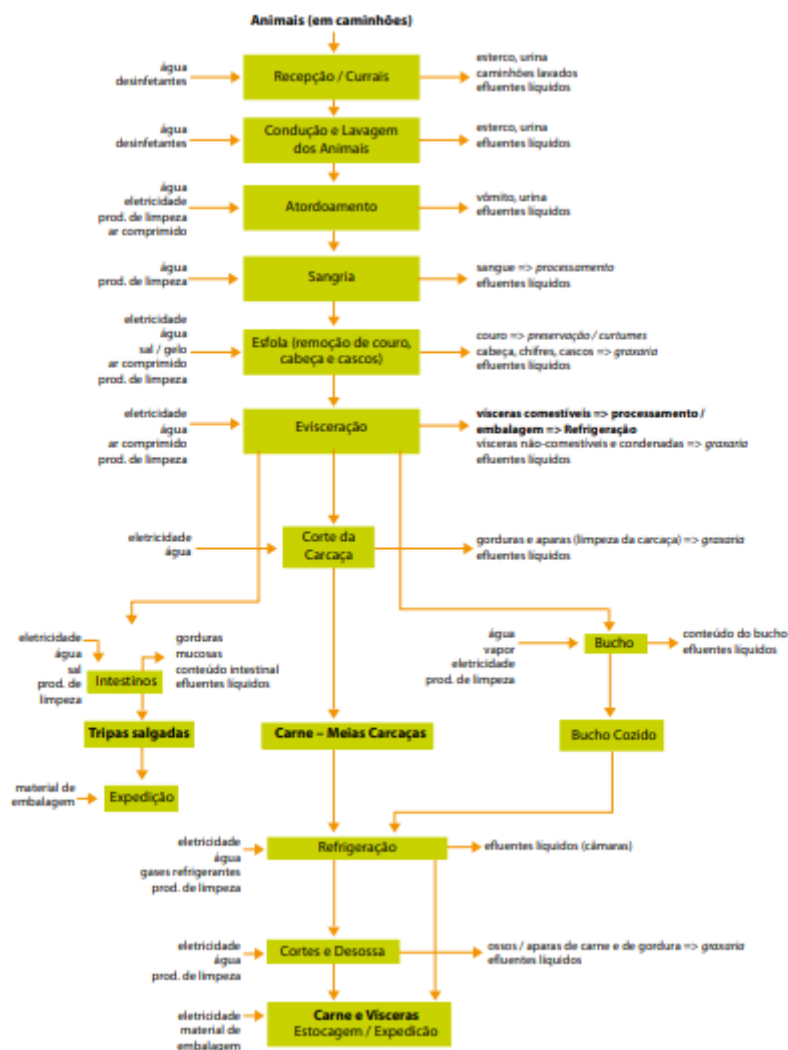 Animais (em caminhões)
água
desinfetantes
Recepção / Currais
esterco, urina
caminhões lavados
efluentes líquidos
água
desinfetantes
Condução e Lavagem
dos Animais
esterco, urina
efluentes líquidos
água
eletricidade
prod. de limpeza
ar comprimido
Atordoamento
vômito, urina
efluentes líquidos
água
prod. de limpeza
Sangria
sangue => processamento
efluentes líquidos
eletricidade
água
sal / gelo
ar comprimido
prod. de limpeza
Esfola (remoção de couro,
cabeça e cascos)
couro => preservação / curtumes
cabeça, chifres, cascos => graxaria
efluentes líquidos
eletricidade
água
ar comprimido
prod. de limpeza
Evisceração
vísceras comestíveis => processamento /
embalagem => Refrigeração
vísceras não-comestíveis e condenadas => graxaria
efluentes líquidos
eletricidade
água
Corte da
Carcaça
gorduras e aparas (limpeza da carcaça) => graxaria
efluentes líquidos
eletricidade
água
sal
prod. de
limpeza
Intestinos
gorduras
mucosas
conteúdo intestinal
efluentes líquidos
água
vapor
eletricidade
prod. de limpeza
Bucho
conteúdo do bucho
efluentes líquidos
Tripas salgadas
Carne – Meias Carcaças
Bucho Cozido
material de
embalagem
Expedição
eletricidade
água
gases refrigerantes
prod. de limpeza
Refrigeração
efluentes líquidos (câmaras)
eletricidade
água
prod. de limpeza
Cortes e Desossa
ossos / aparas de carne e de gordura => graxaria
efluentes líquidos
eletricidade
material de
embalagem
Carne e Vísceras
Estocagem / Expedicão